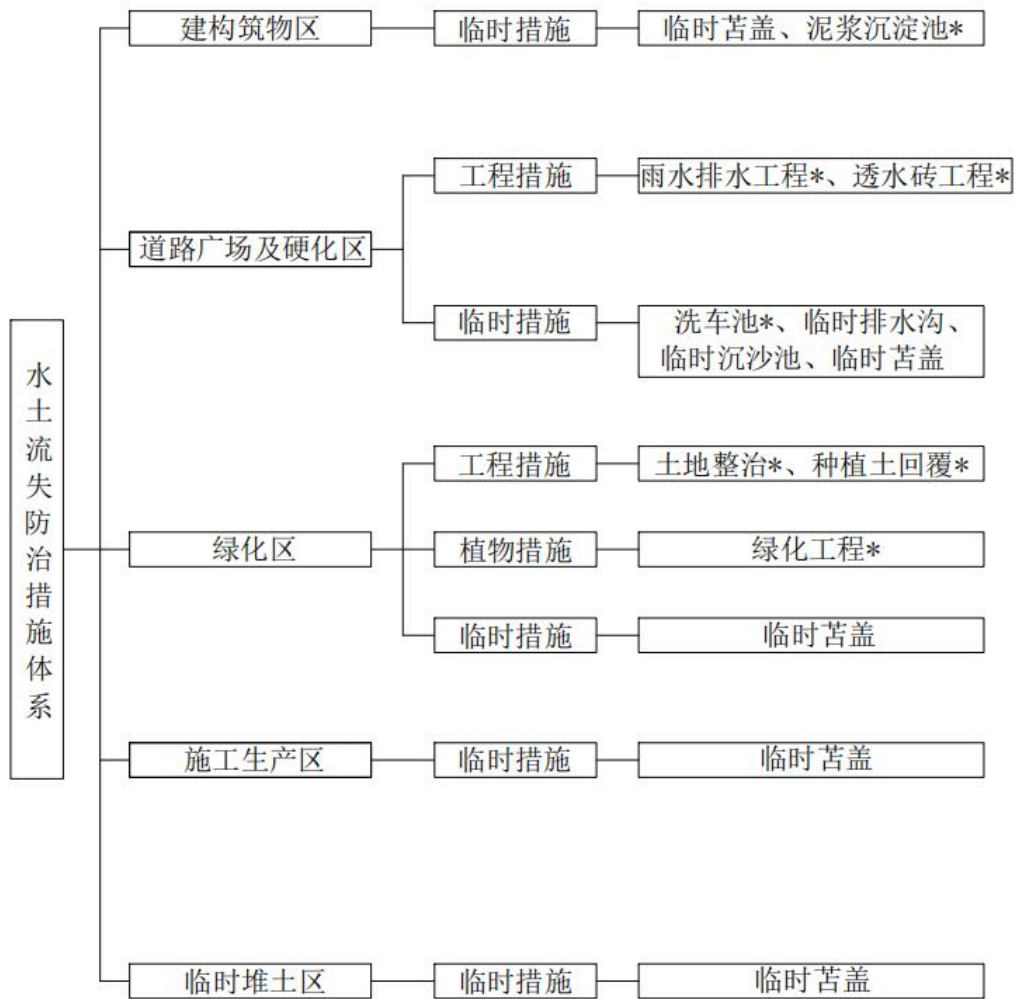 水土流失防治措施体系
建构筑物区
临时措施
临时苫盖、泥浆沉淀池*
道路广场及硬化区
工程措施
雨水排水工程*、透水砖工程*
临时措施
洗车池*、临时排水沟、
临时沉沙池、临时苫盖
绿化区
工程措施
土地整治*、种植土回覆*
植物措施
绿化工程*
临时措施
临时苫盖
施工生产区
临时措施
临时苫盖
临时堆土区
临时措施
临时苫盖